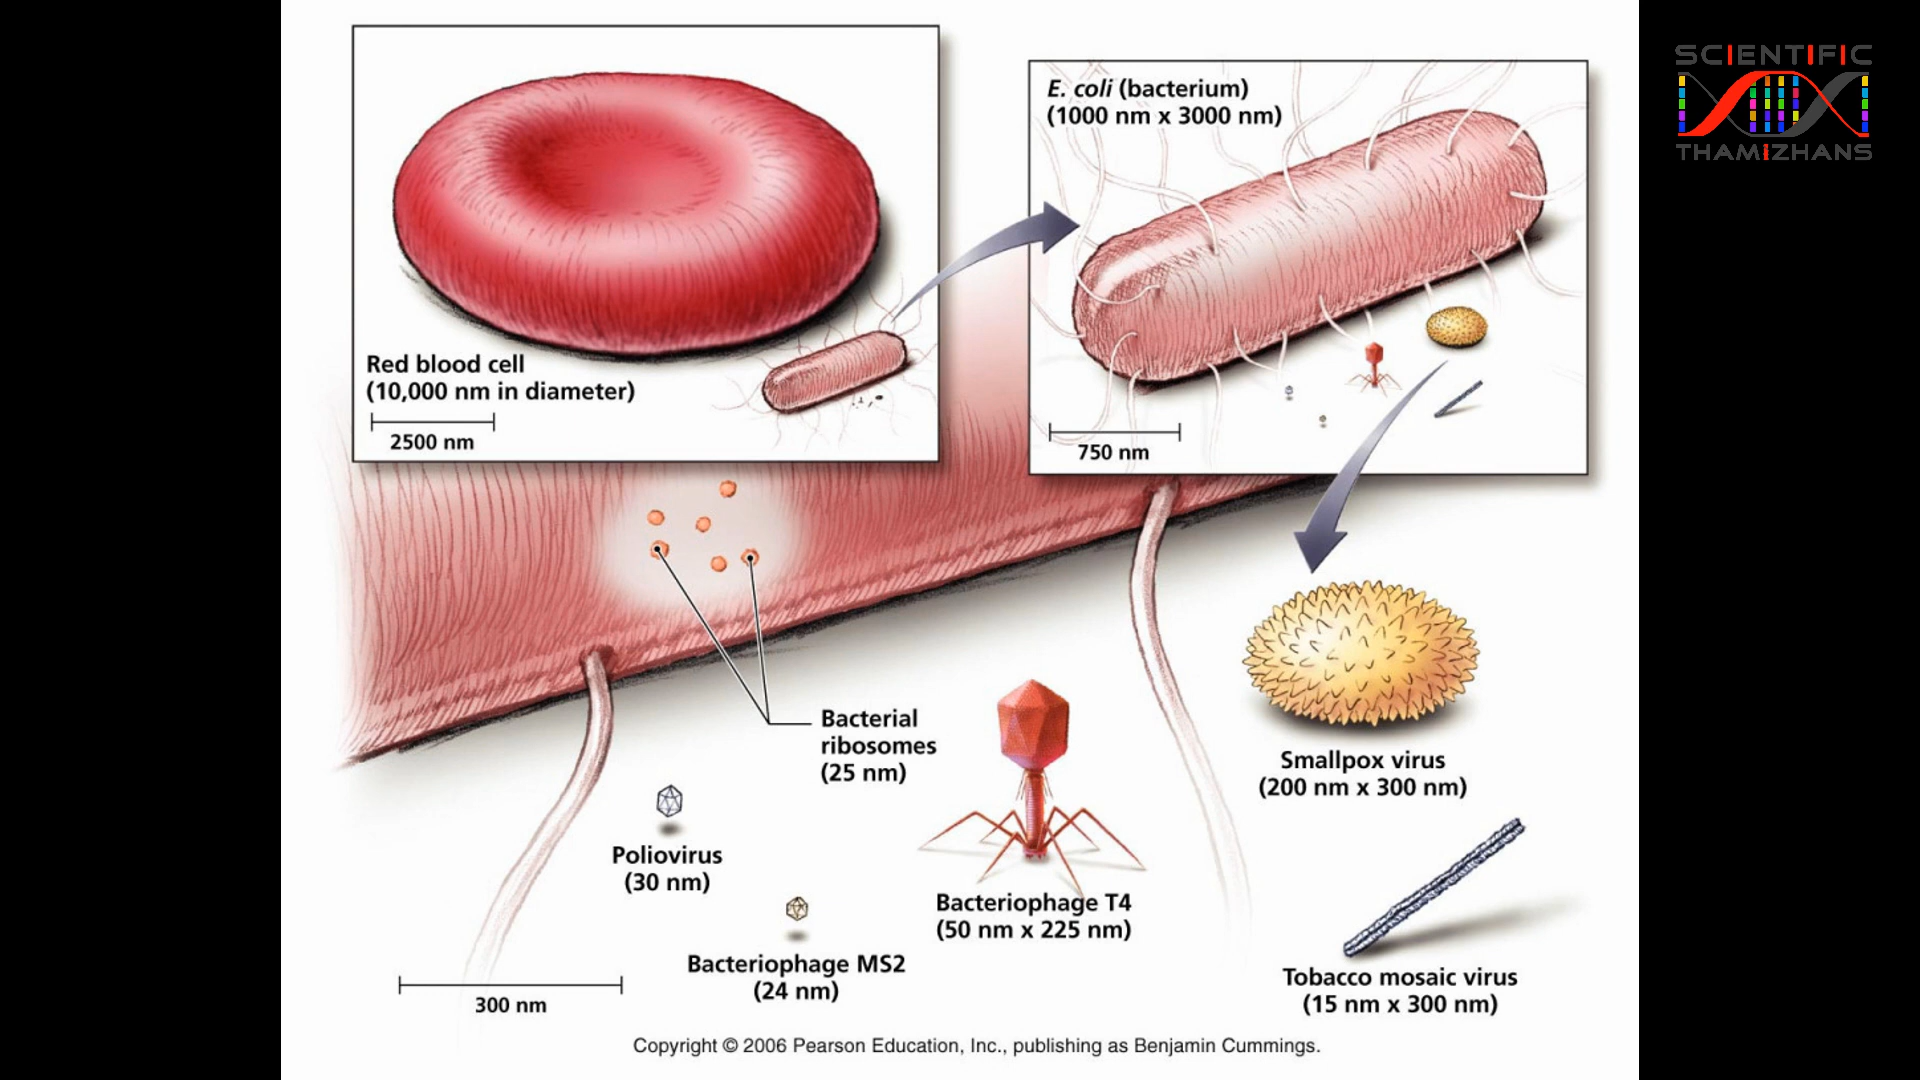 SCIENTIFIC
THAMIZHANS
E. coli (bacterium)
(1000 nm x 3000 nm)
Red blood cell
(10,000 nm in diameter)
2500 nm
750 nm
Bacterial
ribosomes
(25 nm)
Smallpox virus
(200 nm x 300 nm)
Poliovirus
(30 nm)
Bacteriophage T4
(50 nm x 225 nm)
Bacteriophage MS2
(24 nm)
Tobacco mosaic virus
(15 nm x 300 nm)
300 nm
Copyright © 2006 Pearson Education, Inc., publishing as Benjamin Cummings.